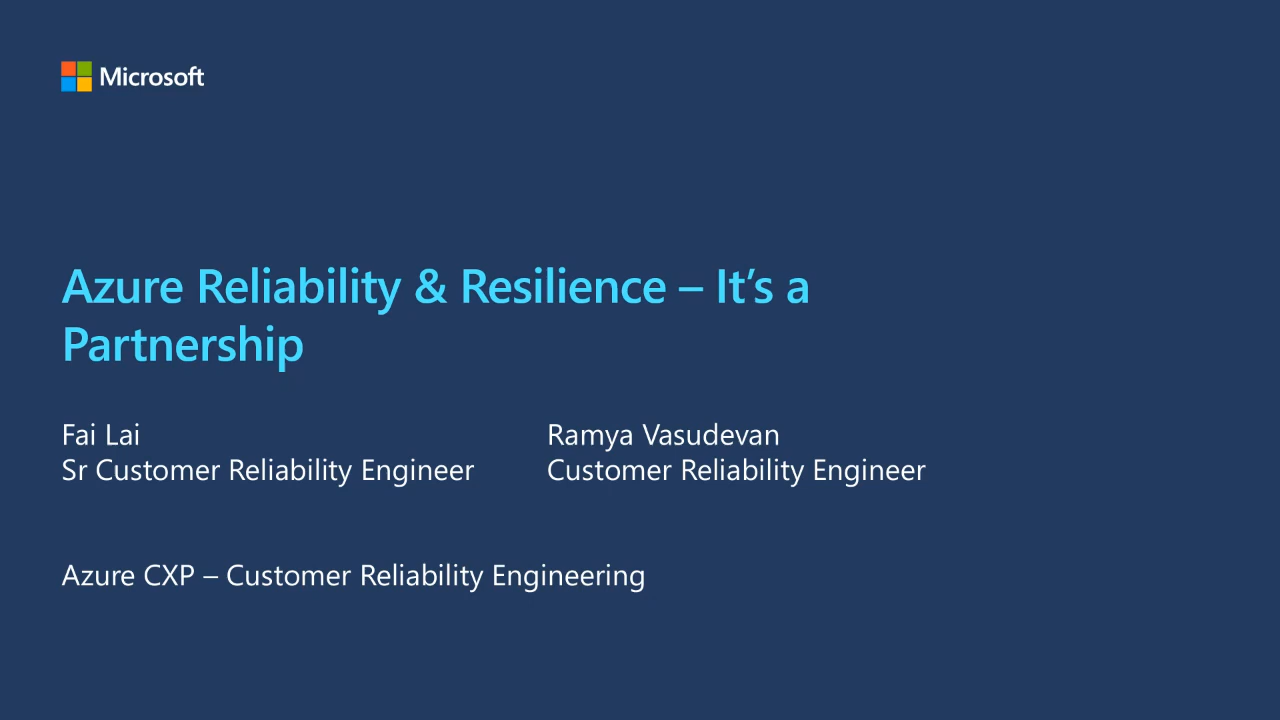 Microsoft
Azure Reliability & Resilience – It’s a
Partnership
Fai Lai
Sr Customer Reliability Engineer
Ramya Vasudevan
Customer Reliability Engineer
Azure CXP – Customer Reliability Engineering